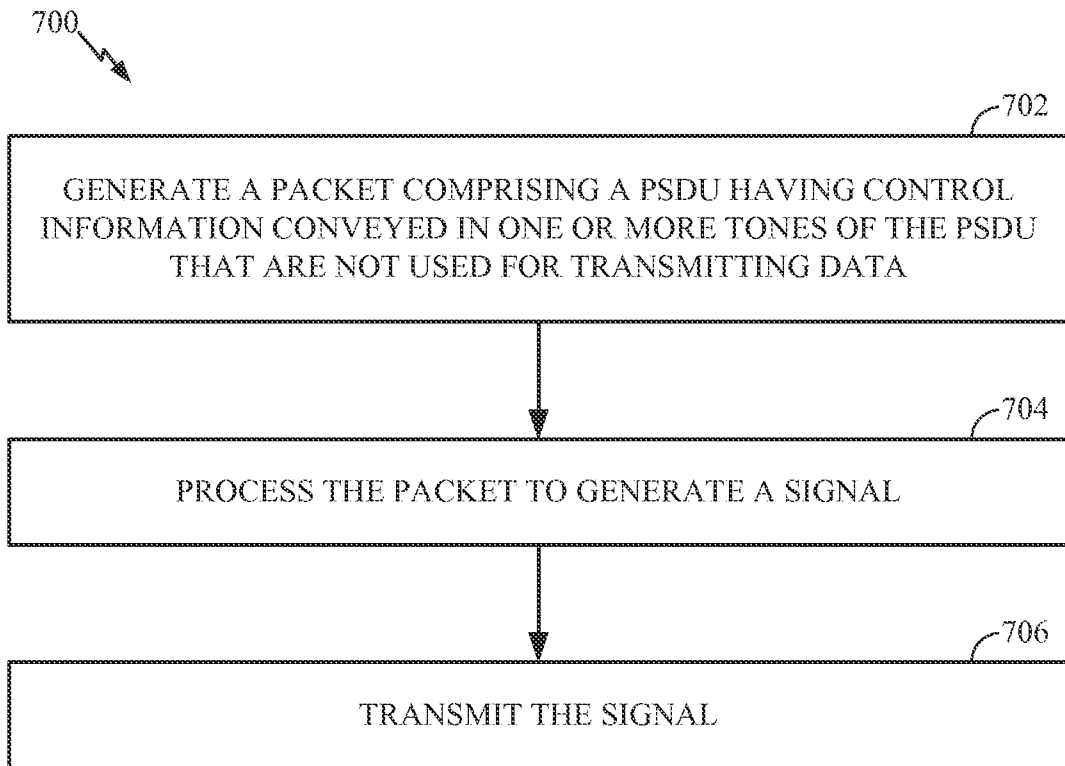 700
702
GENERATE A PACKET COMPRISING A PSDU HAVING CONTROL
INFORMATION CONVEYED IN ONE OR MORE TONES OF THE PSDU
THAT ARE NOT USED FOR TRANSMITTING DATA
704
PROCESS THE PACKET TO GENERATE A SIGNAL
706
TRANSMIT THE SIGNAL